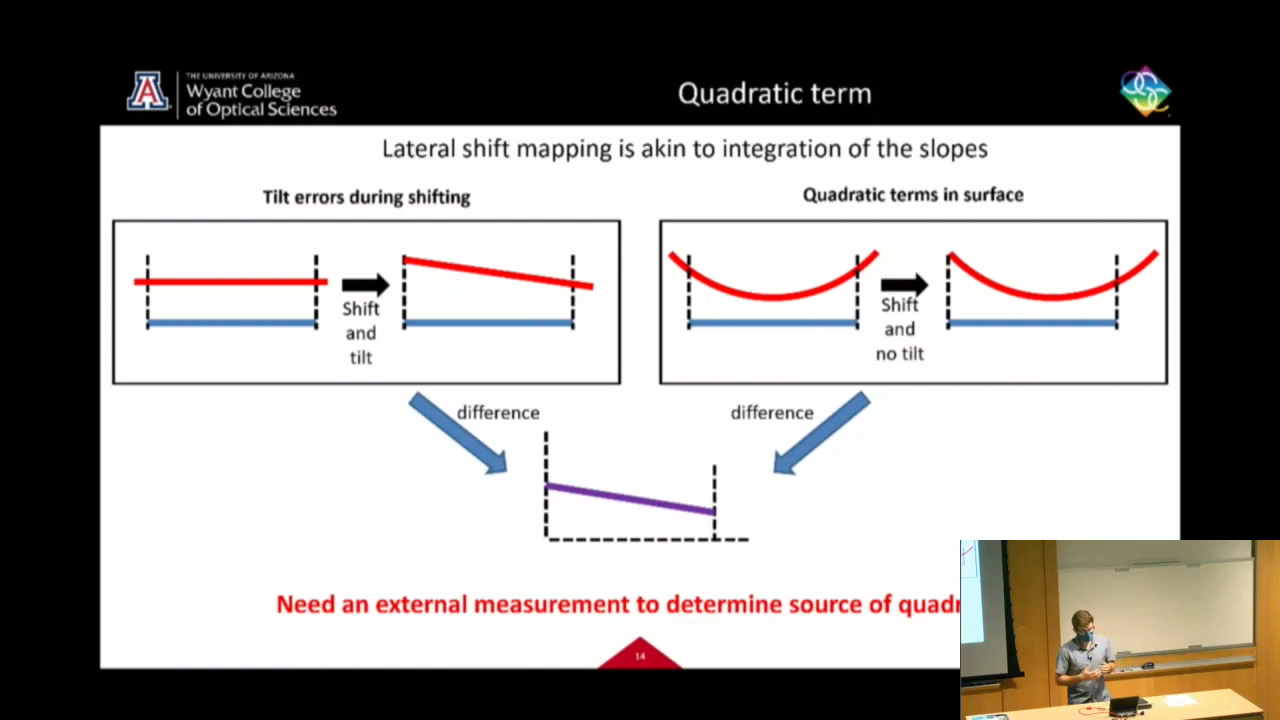 THE UNIVERSITY OF ARIZONA
Wyant College
of Optical Sciences
Quadratic term
Lateral shift mapping is akin to integration of the slopes
Tilt errors during shifting
Quadratic terms in surface
Shift
and
tilt
Shift
and
no tilt
difference
difference
Need an external measurement to determine source of quadr
14